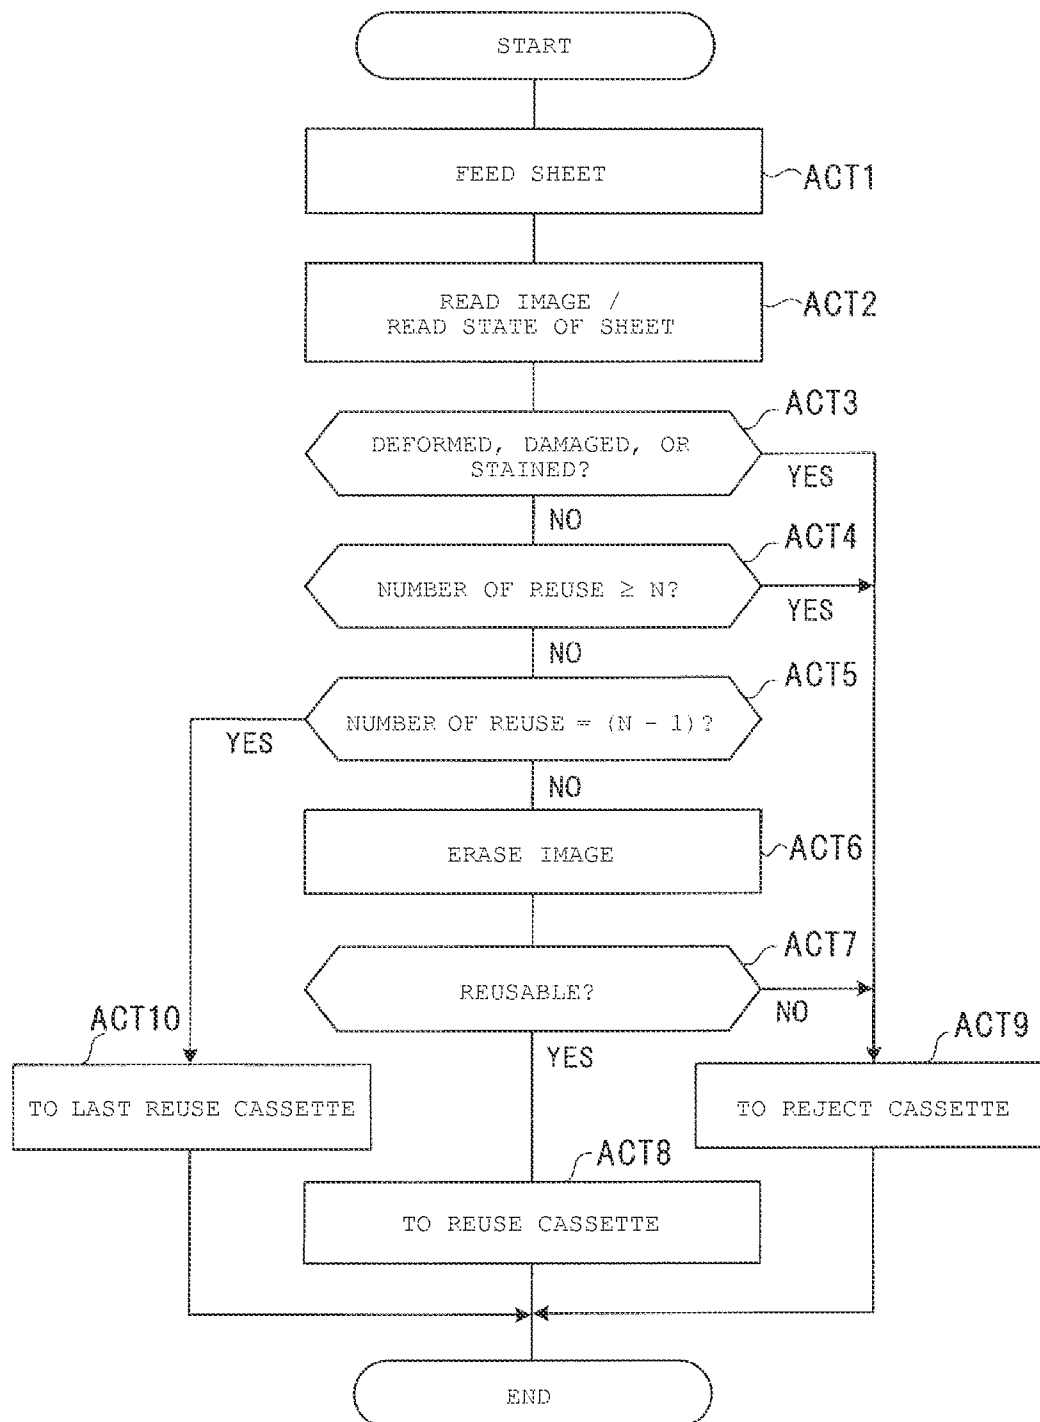 START
FEED SHEET
ACT1
READ IMAGE /
READ STATE OF SHEET
ACT2
ACT3
DEFORMED, DAMAGED, OR
STAINED?
YES
NO
ACT4
NUMBER OF REUSE ≥ N?
YES
NO
ACT5
NUMBER OF REUSE = (N - 1)?
YES
NO
ERASE IMAGE
ACT6
ACT7
REUSABLE?
NO
YES
ACT10
TO LAST REUSE CASSETTE
ACT9
TO REJECT CASSETTE
ACT8
TO REUSE CASSETTE
END